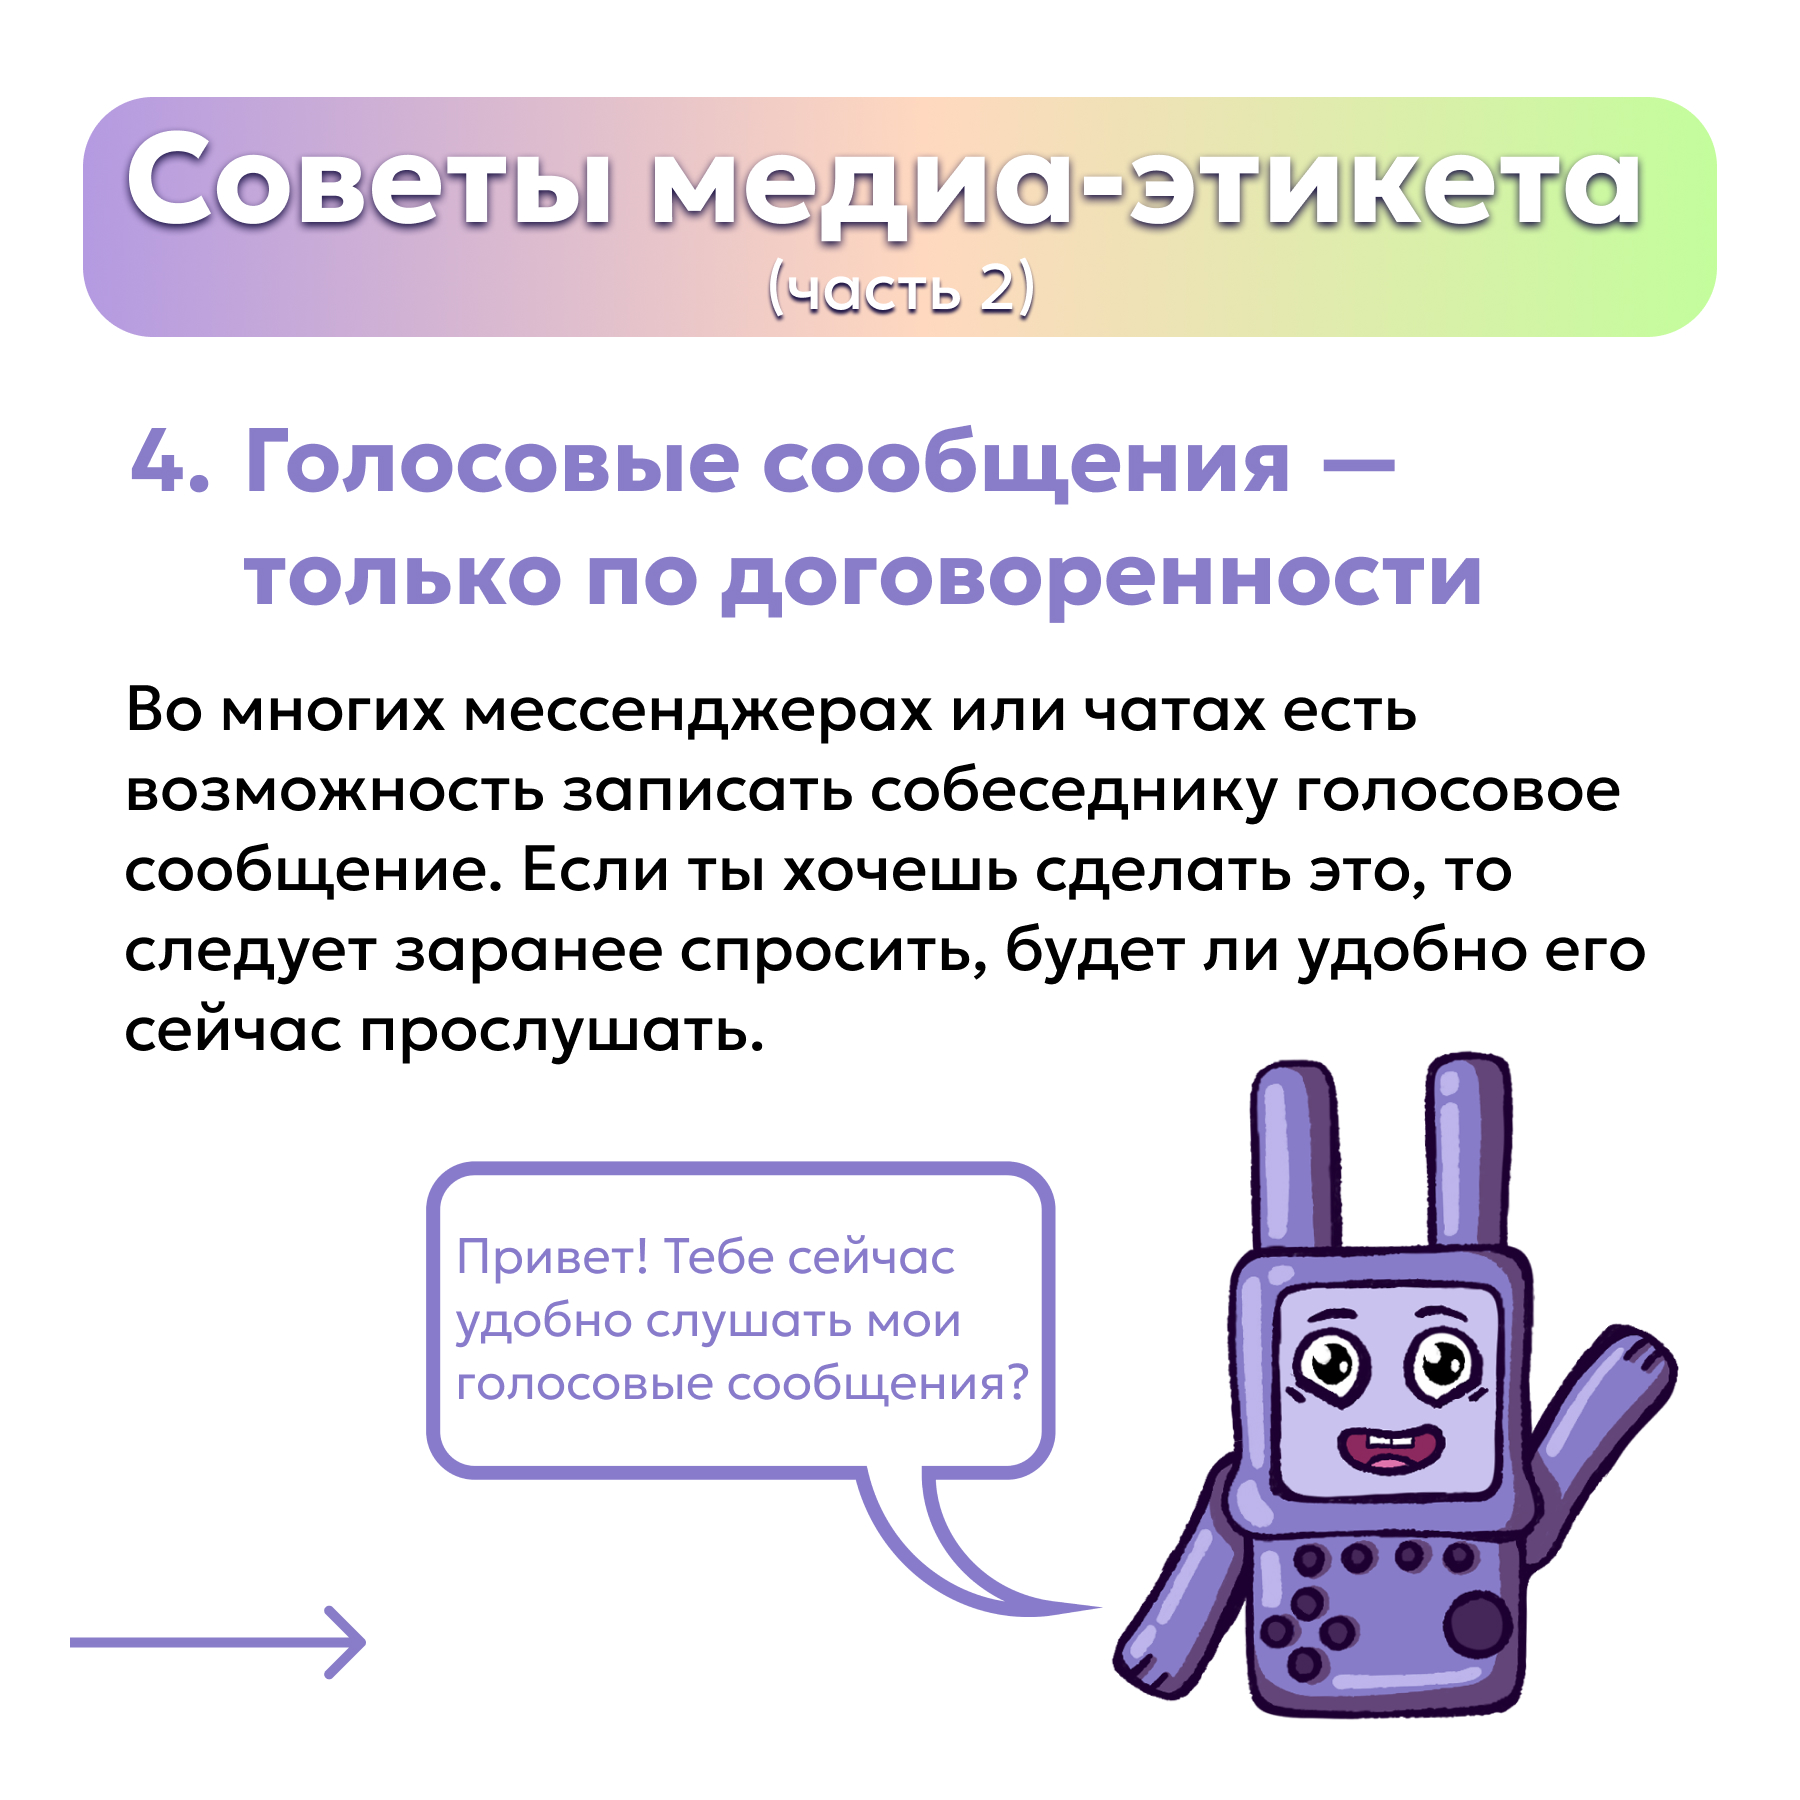 Советы медиа-этикета
(часть 2)
4. Голосовые сообщения —
только по договоренности
Во многих мессенджерах или чатах есть
возможность записать собеседнику голосовое
сообщение. Если ты хочешь сделать это, то
следует заранее спросить, будет ли удобно его
сейчас прослушать.
Привет! Тебе сейчас
удобно слушать мои
голосовые сообщения?